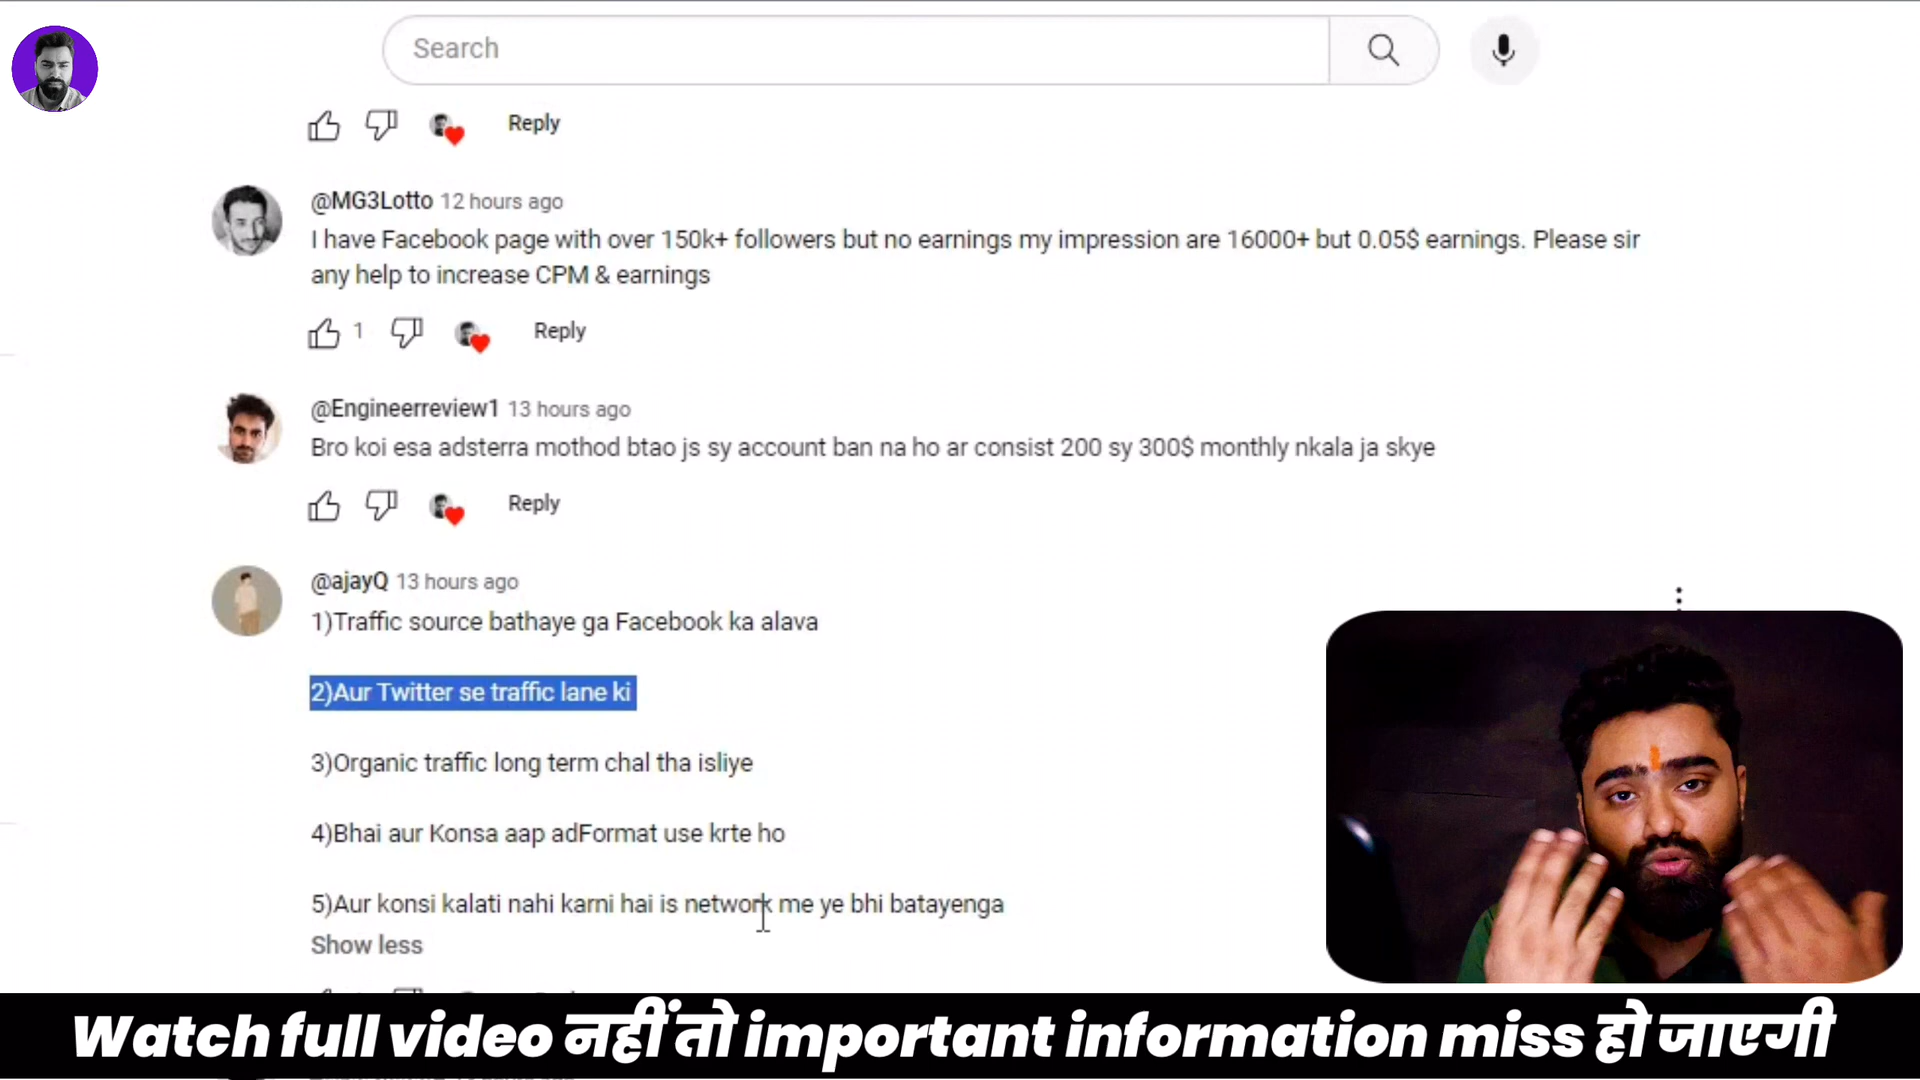 Search
Reply
@MG3Lotto 12 hours ago
I have Facebook page with over 150k+ followers but no earnings my impression are 16000+ but 0.05$ earnings. Please sir
any help to increase CPM & earnings
1 Reply
@Engineerreview1 13 hours ago
Bro koi esa adsterra mothod btao js sy account ban na ho ar consist 200 sy 300$ monthly nkala ja skye
Reply
@ajayQ 13 hours ago
1)Traffic source bathaye ga Facebook ka alava
2)Aur Twitter se traffic lane ki
3)Organic traffic long term chal tha isliye
4)Bhai aur Konsa aap adFormat use krte ho
5)Aur konsi kalati nahi karni hai is network me ye bhi batayenga
Show less
Watch full video नहीं तो important information miss हो जाएगी